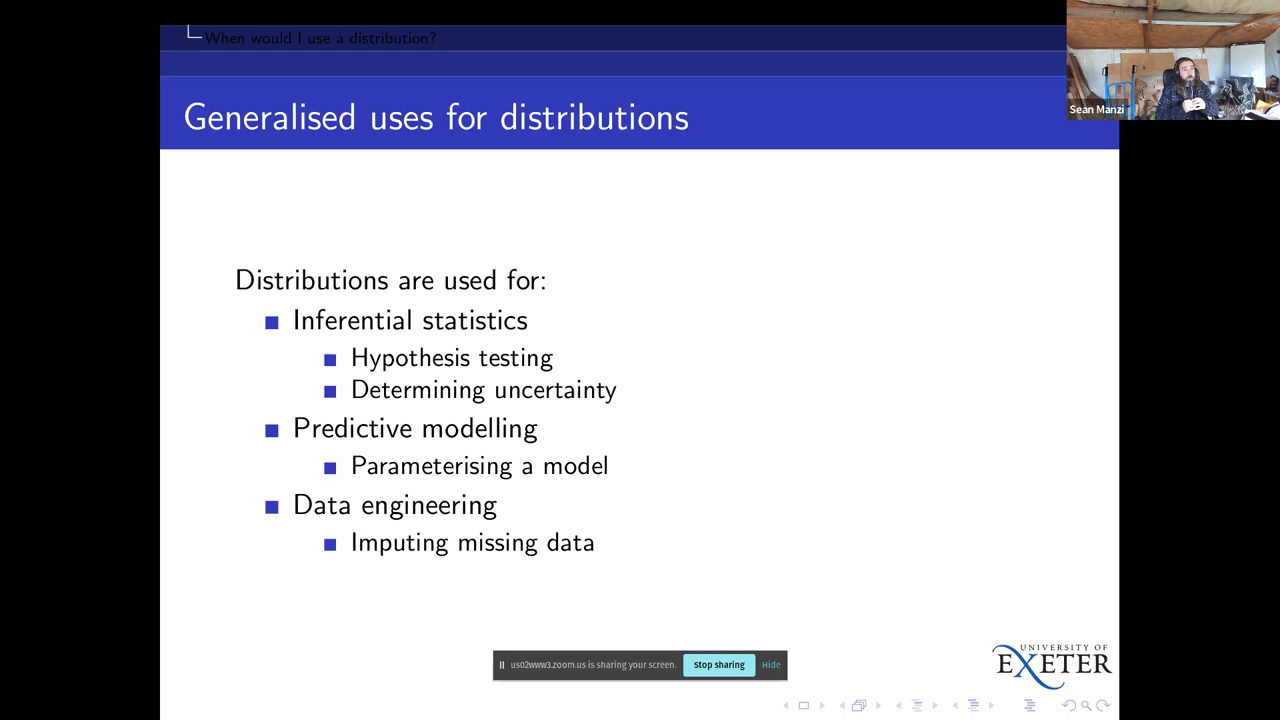 When would I use a distribution?
Generalised uses for distributions
Sean Manzi
Distributions are used for:
Inferential statistics
Hypothesis testing
Determining uncertainty
Predictive modelling
Parameterising a model
Data engineering
Imputing missing data
us02www3.zoom.us is sharing your screen.
Stop sharing
Hide
UNIVERSITY OF
EXETER